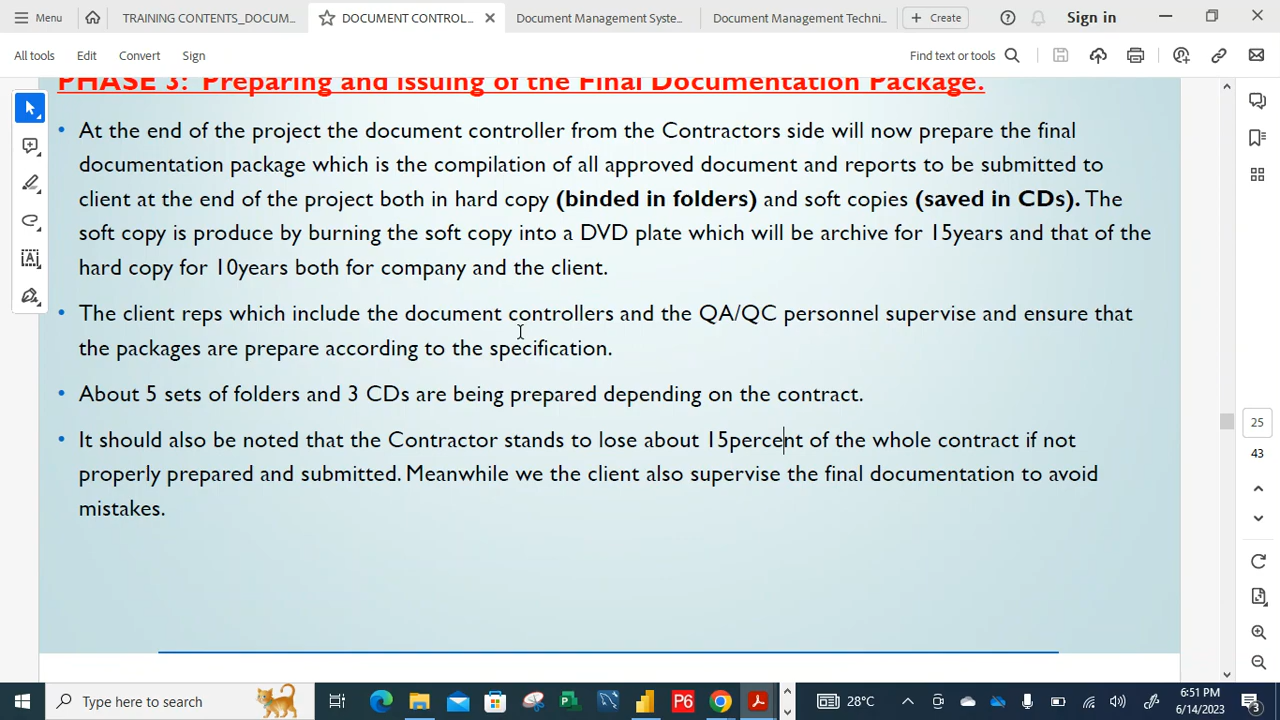 Menu
TRAINING CONTENTS_DOCUM...
DOCUMENT CONTROL...
Document Management Syste...
Document Management Techni...
Create
Sign in
All tools
Edit
Convert
Sign
Find text or tools
PHASE 3: Preparing and issuing of the Final Documentation Package.
• At the end of the project the document controller from the Contractors side will now prepare the final
documentation package which is the compilation of all approved document and reports to be submitted to
client at the end of the project both in hard copy (binded in folders) and soft copies (saved in CDs). The
soft copy is produce by burning the soft copy into a DVD plate which will be archive for 15years and that of the
hard copy for 10years both for company and the client.
• The client reps which include the document controllers and the QA/QC personnel supervise and ensure that
the packages are prepare according to the specification.
• About 5 sets of folders and 3 CDs are being prepared depending on the contract.
• It should also be noted that the Contractor stands to lose about 15percent of the whole contract if not
properly prepared and submitted. Meanwhile we the client also supervise the final documentation to avoid
mistakes.
25
43
Type here to search
P6
28°C
6:51 PM
6/14/2023
3